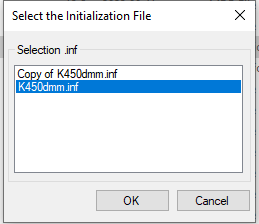 Select the Initialization File
Selection .inf
Copy of K450dmm.inf
K450dmm.inf
OK
Cancel